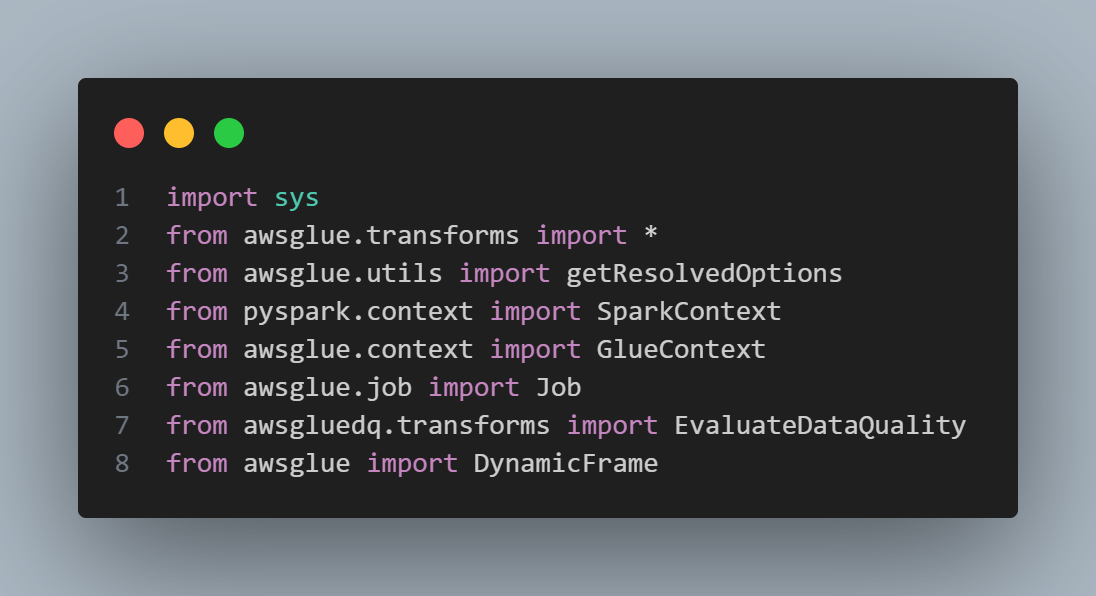 1 import sys
2 from awsglue.transforms import *
3 from awsglue.utils import getResolvedOptions
4 from pyspark.context import SparkContext
5 from awsglue.context import GlueContext
6 from awsglue.job import Job
7 from awsgluedq.transforms import EvaluateDataQuality
8 from awsglue import DynamicFrame